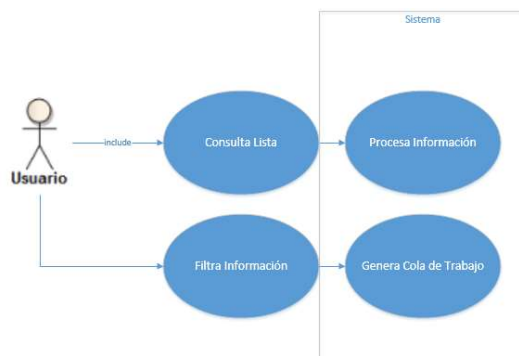 Sistema
Usuario
include
Consulta Lista
Procesa Información
Filtra Información
Genera Cola de Trabajo